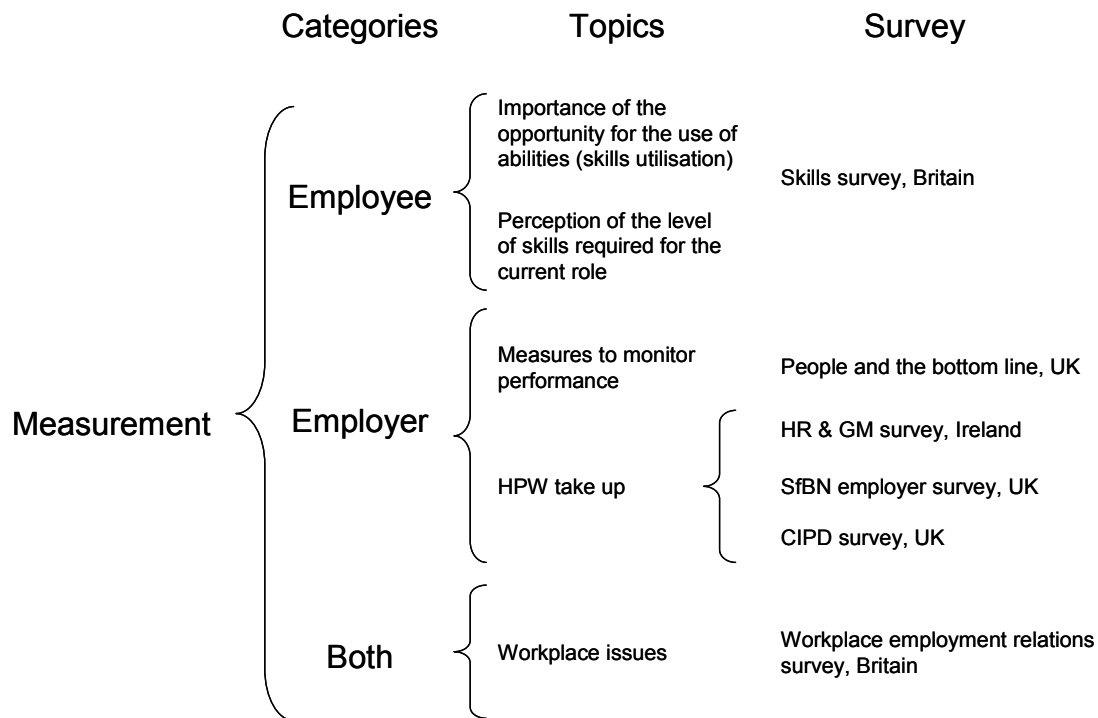 Categories
Topics
Survey
Measurement
Employee
Importance of the
opportunity for the use of
abilities (skills utilisation)
Perception of the level
of skills required for the
current role
Skills survey, Britain
Employer
Measures to monitor
performance
People and the bottom line, UK
HPW take up
HR & GM survey, Ireland
SfBN employer survey, UK
CIPD survey, UK
Both
Workplace issues
Workplace employment relations
survey, Britain